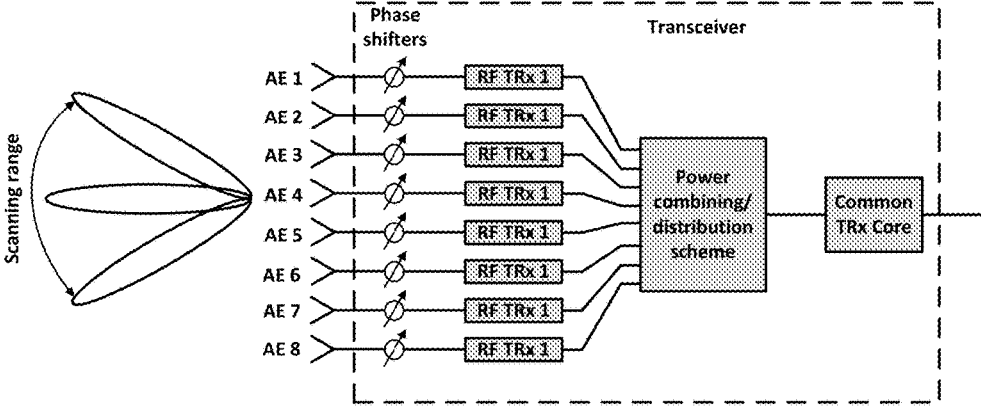 Phase
shifters
Transceiver
Scanning range
AE 1
RF TRx 1
AE 2
RF TRx 1
AE 3
RF TRx 1
AE 4
RF TRx 1
AE 5
RF TRx 1
AE 6
RF TRx 1
AE 7
RF TRx 1
AE 8
RF TRx 1
Power
combining/
distribution
scheme
Common
TRx Core